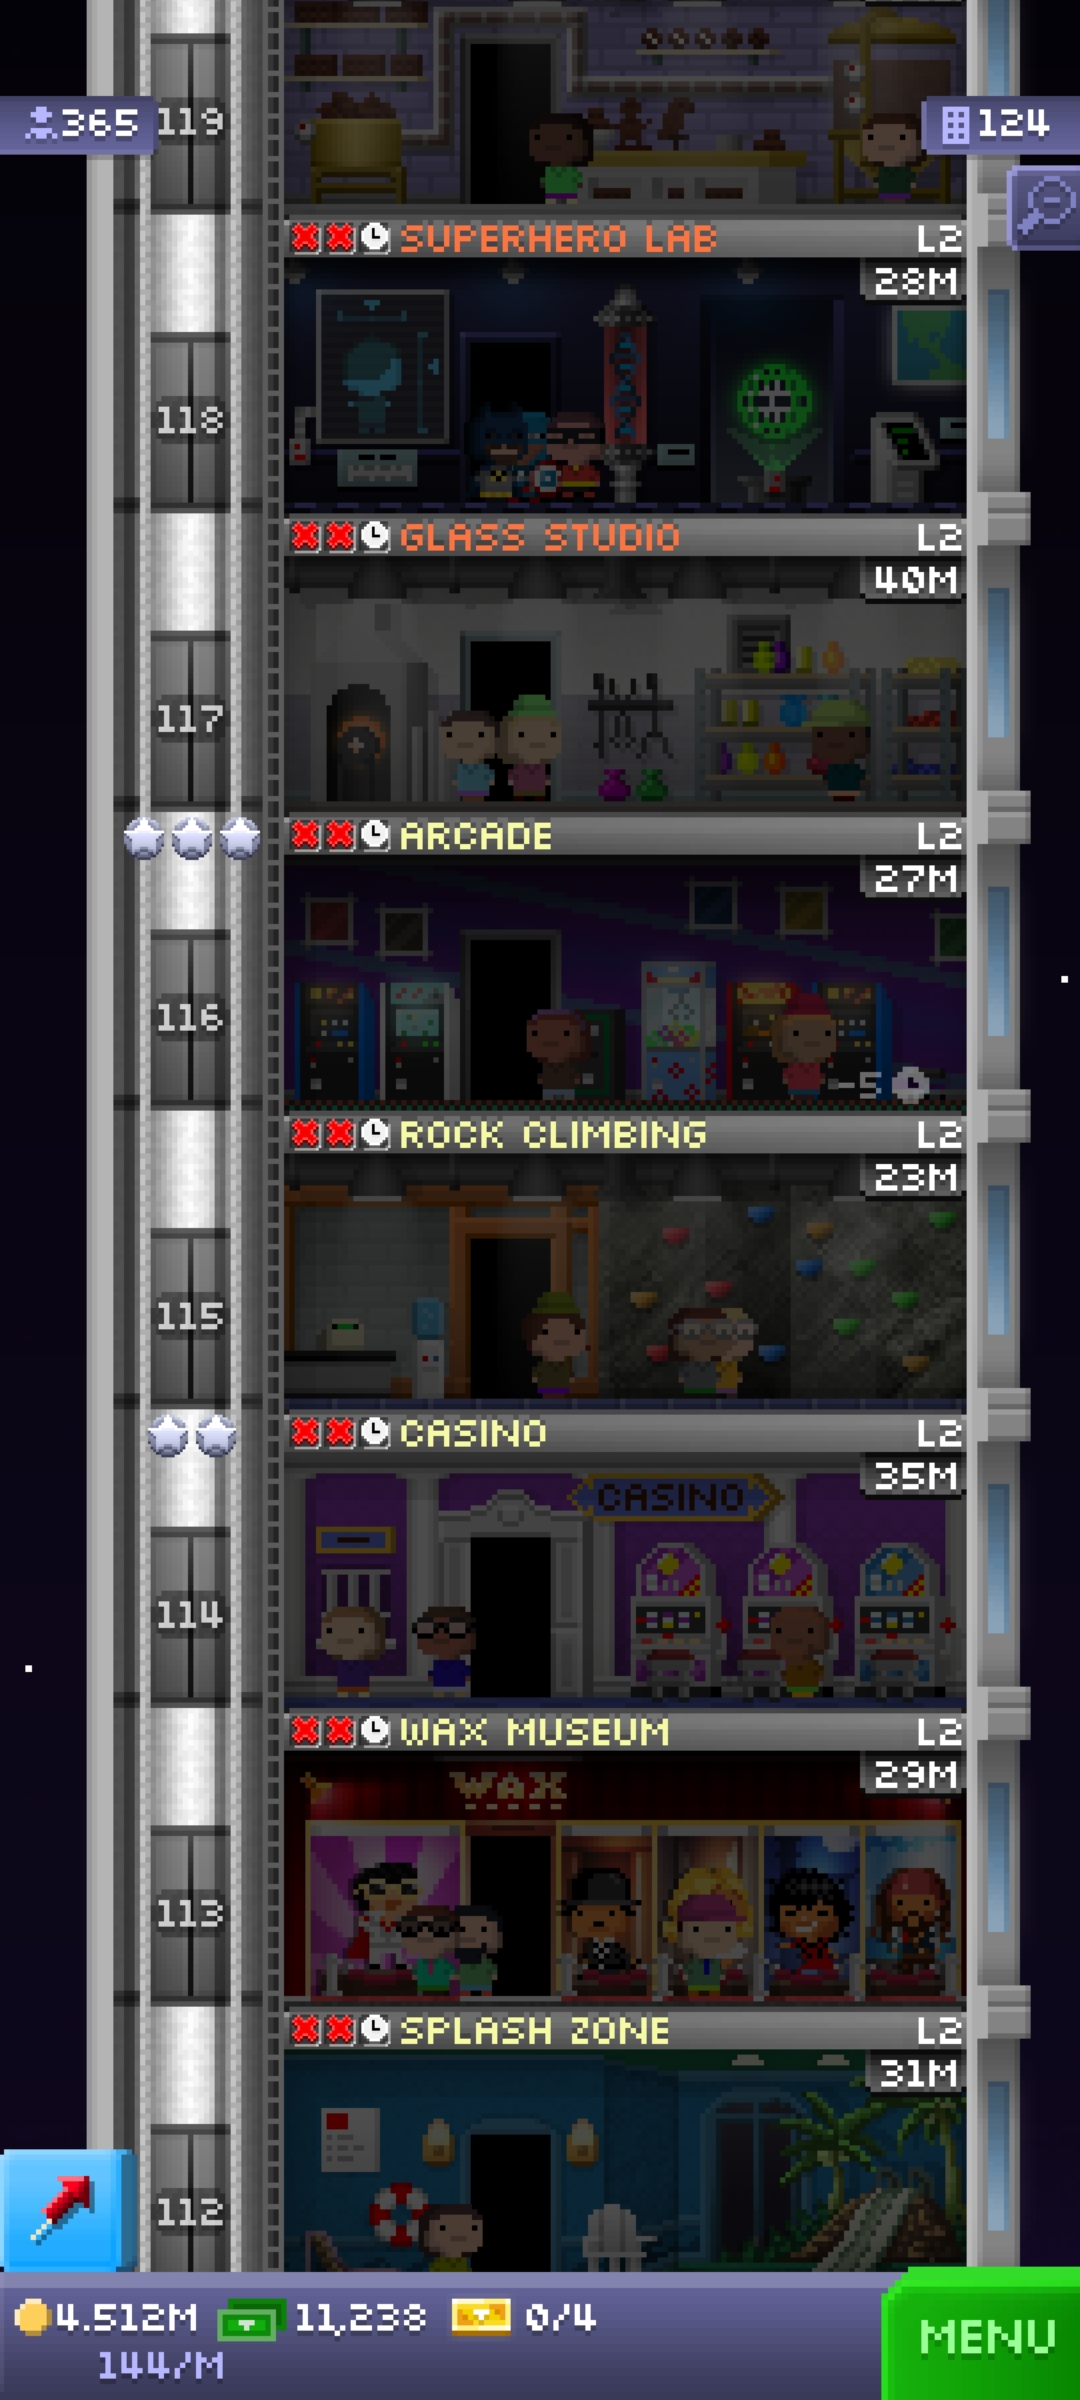 365
119
124
SUPERHERO LAB L2
28M
118
GLASS STUDIO L2
40M
117
ARCADE L2
27M
116
-5
ROCK CLIMBING L2
23M
115
CASINO L2
35M
CASINO
114
WAX MUSEUM L2
29M
WAX
113
SPLASH ZONE L2
31M
112
4.512M 11,238 0/4
144/M
MENU